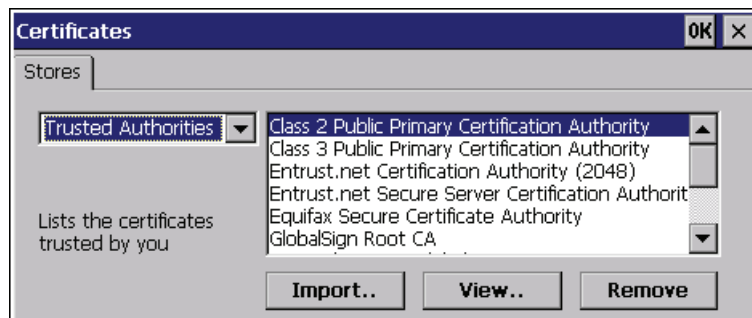 Certificates
OK
Stores
Trusted Authorities
Lists the certificates
trusted by you
Class 2 Public Primary Certification Authority
Class 3 Public Primary Certification Authority
Entrust.net Certification Authority (2048)
Entrust.net Secure Server Certification Authorit
Equifax Secure Certificate Authority
GlobalSign Root CA
Import..
View..
Remove